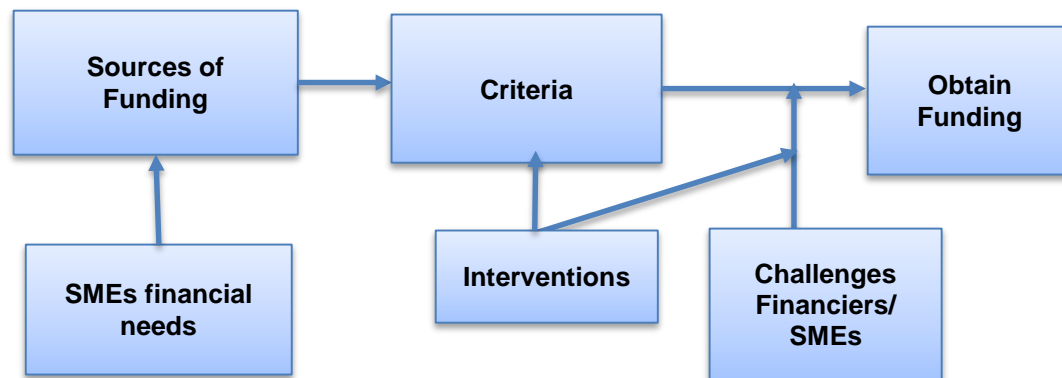 Sources of
Funding
Criteria
Obtain
Funding
SMEs financial
needs
Interventions
Challenges
Financiers/
SMEs